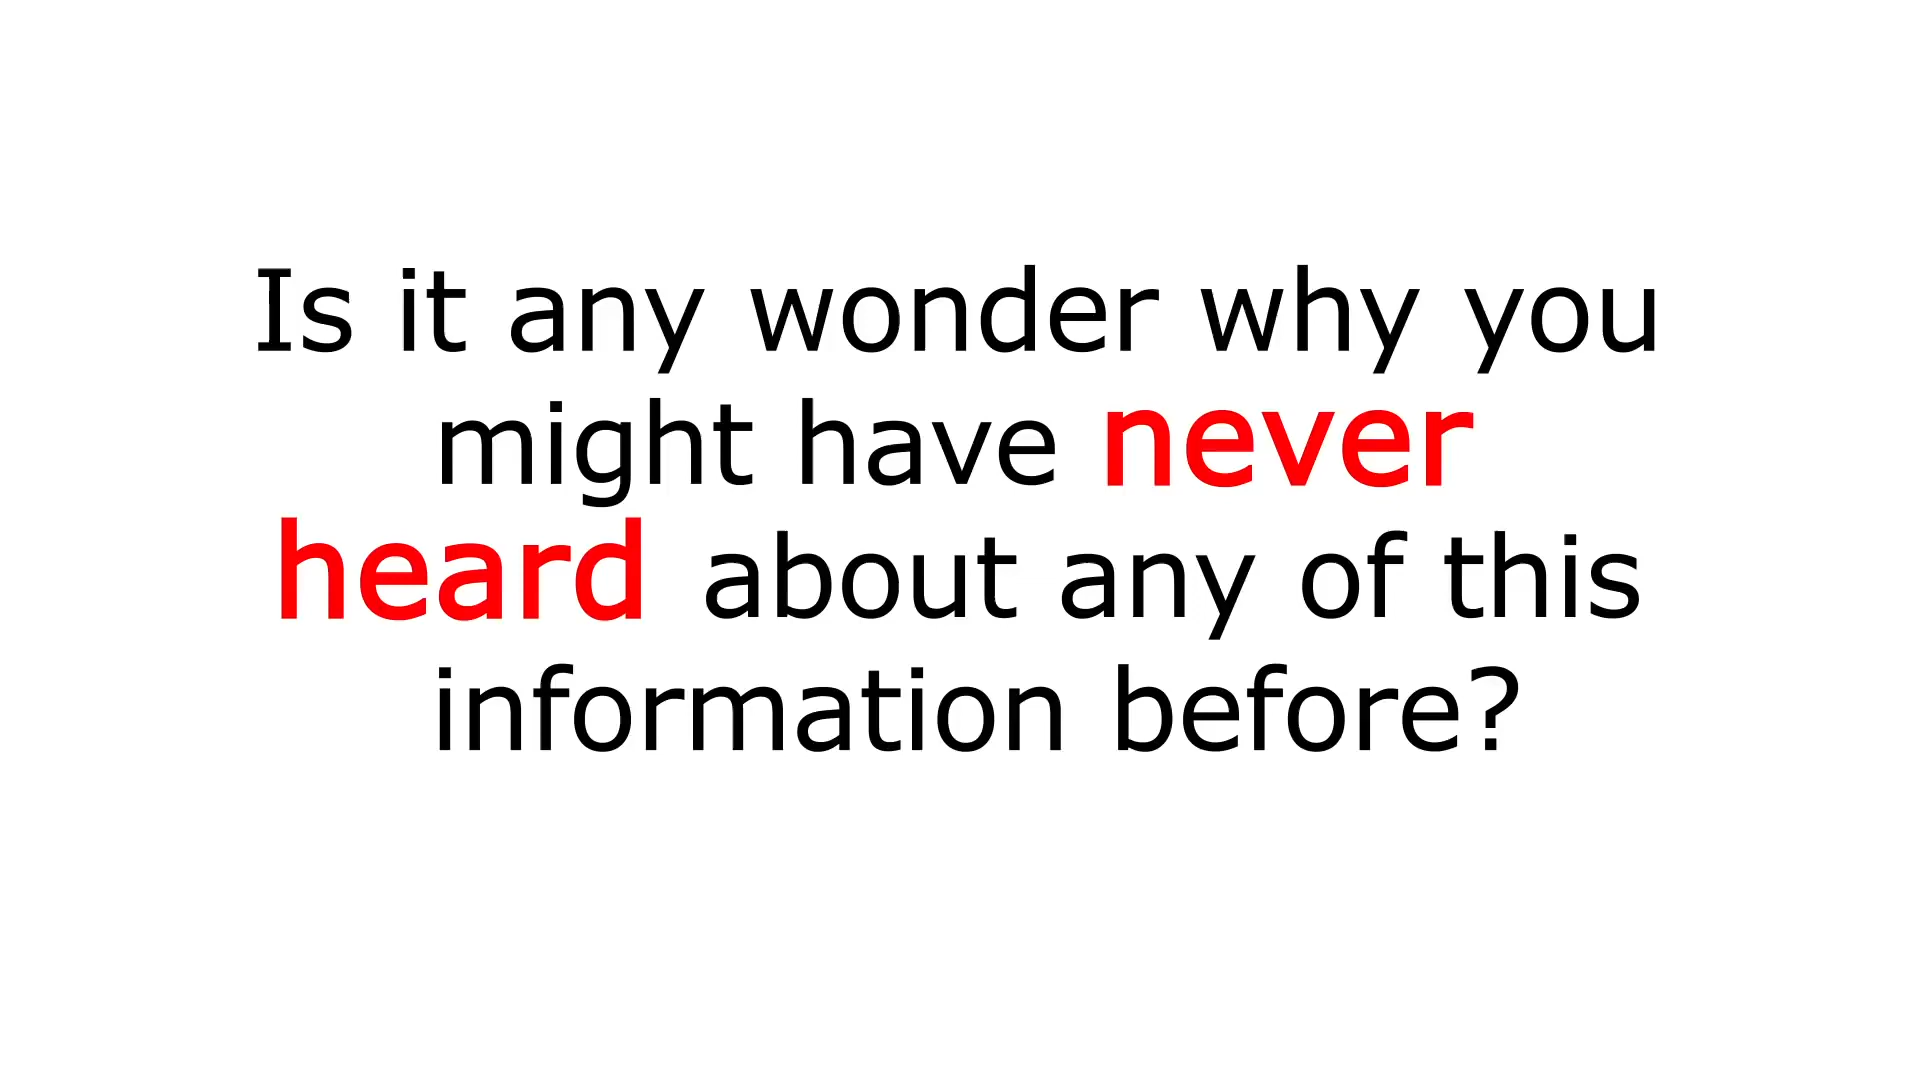 Is it any wonder why you
might have never
heard about any of this
information before?